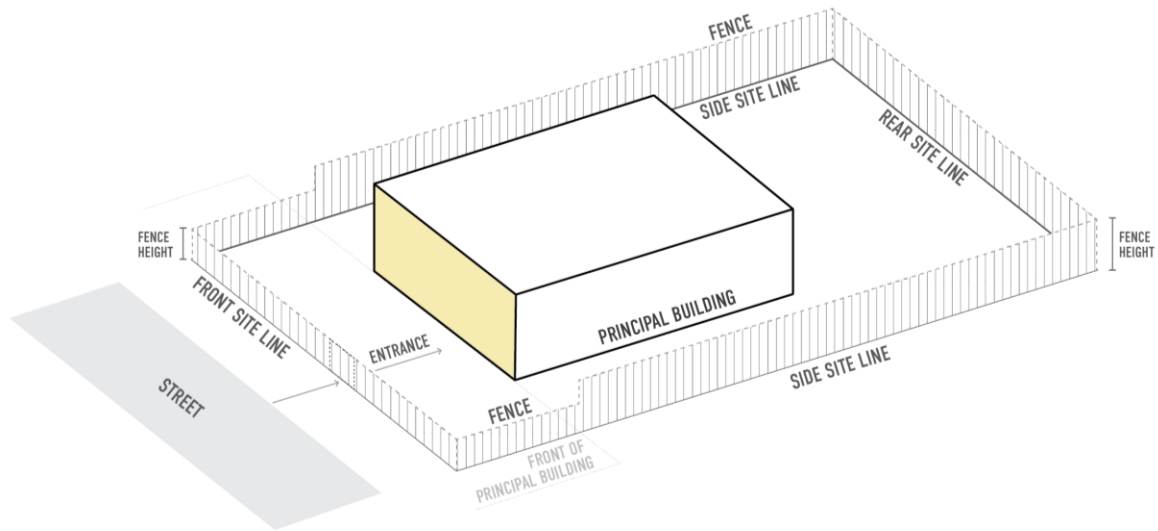 FENCE
SIDE SITE LINE
REAR SITE LINE
FENCE
HEIGHT
FENCE
HEIGHT
FRONT SITE LINE
PRINCIPAL BUILDING
ENTRANCE
SIDE SITE LINE
STREET
FENCE
FRONT OF
PRINCIPAL BUILDING